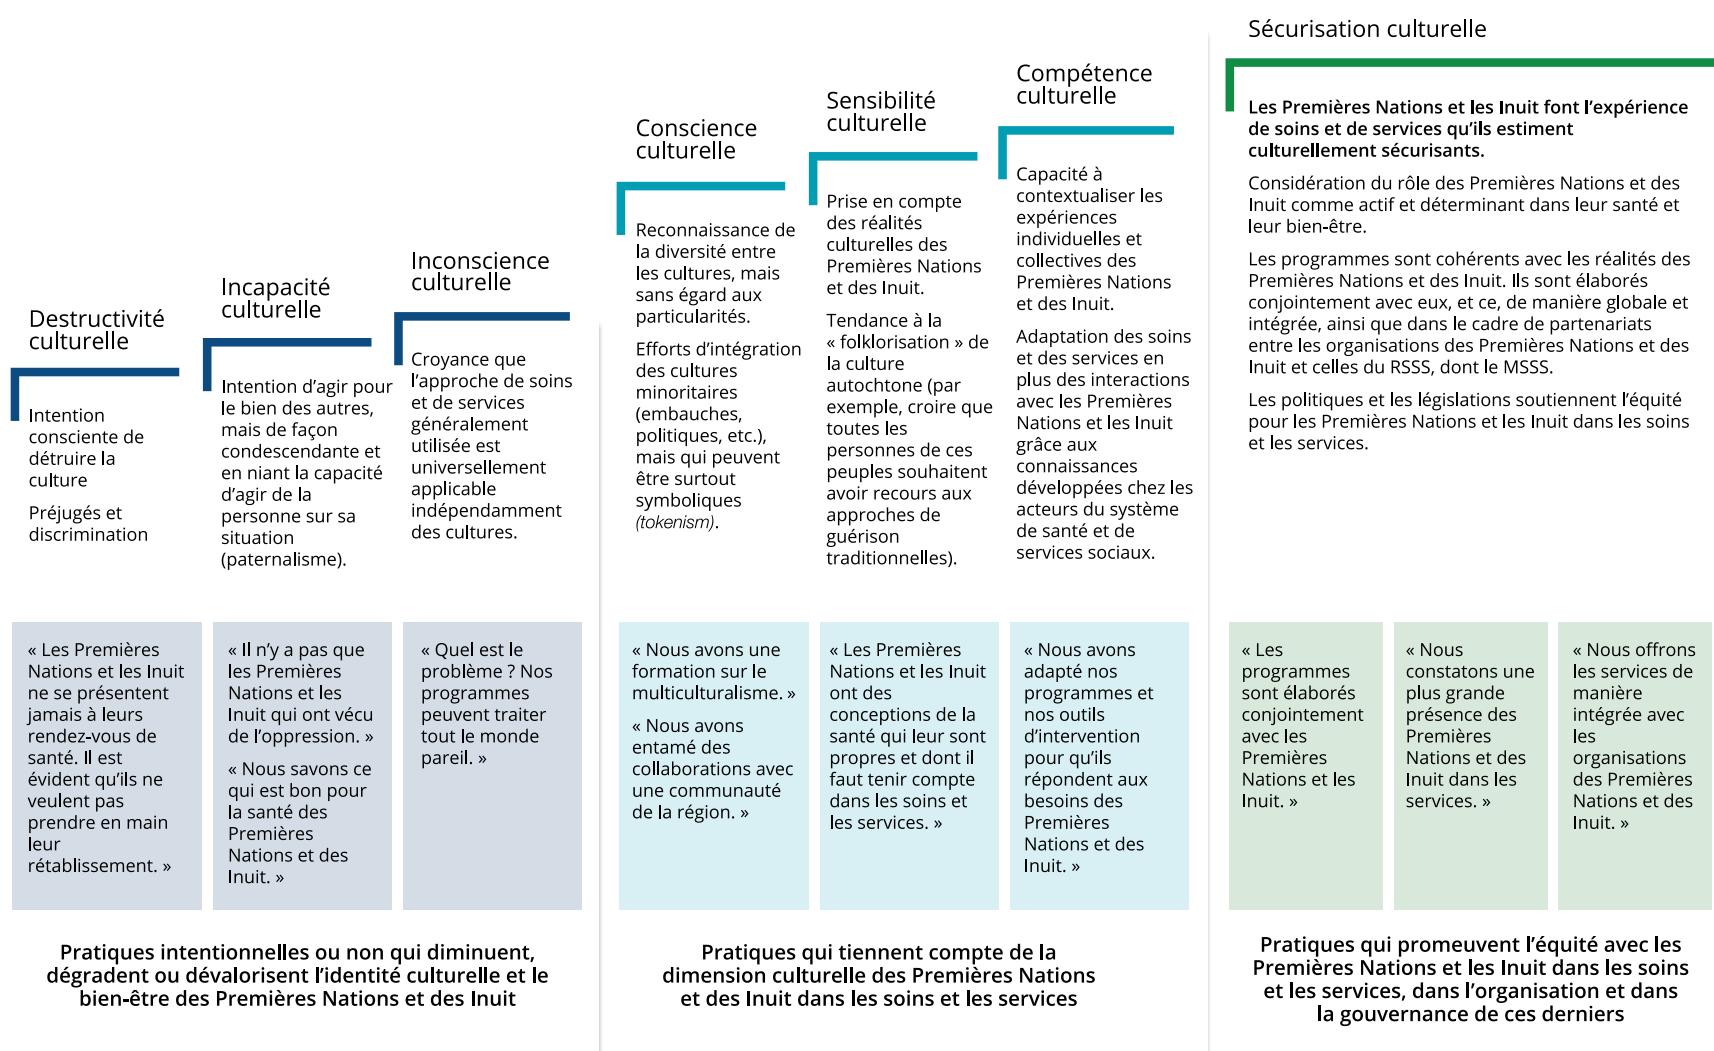 Destructivité
culturelle
Intention
consciente de
détruire la
culture
Préjugés et
discrimination
Incapacité
culturelle
Intention d’agir pour
le bien des autres,
mais de façon
condescendante et
en niant la capacité
d’agir de la
personne sur sa
situation
(paternalisme).
Inconscience
culturelle
Croyance que
l’approche de soins
et de services
généralement
utilisée est
universellement
applicable
indépendamment
des cultures.
Conscience
culturelle
Reconnaissance de
la diversité entre
les cultures, mais
sans égard aux
particularités.
Efforts d’intégration
des cultures
minoritaires
(embauches,
politiques, etc.),
mais qui peuvent
être surtout
symboliques
(tokenism).
Sensibilité
culturelle
Prise en compte
des réalités
culturelles des
Premières Nations
et des Inuit.
Tendance à la
« folklorisation » de
la culture
autochtone (par
exemple, croire que
toutes les
personnes de ces
peuples souhaitent
avoir recours aux
approches de
guérison
traditionnelles).
Compétence
culturelle
Capacité à
contextualiser les
expériences
individuelles et
collectives des
Premières Nations
et des Inuit.
Adaptation des soins
et des services en
plus des interactions
avec les Premières
Nations et les Inuit
grâce aux
connaissances
développées chez les
acteurs du système
de santé et de
services sociaux.
Sécurisation culturelle
Les Premières Nations et les Inuit font l’expérience
de soins et de services qu’ils estiment
culturellement sécurisants.
Considération du rôle des Premières Nations et des
Inuit comme actif et déterminant dans leur santé et
leur bien-être.
Les programmes sont cohérents avec les réalités des
Premières Nations et des Inuit. Ils sont élaborés
conjointement avec eux, et ce, de manière globale et
intégrée, ainsi que dans le cadre de partenariats
entre les organisations des Premières Nations et des
Inuit et celles du RSSS, dont le MSSS.
Les politiques et les législations soutiennent l’équité
pour les Premières Nations et les Inuit dans les soins
et les services.
« Les Premières
Nations et les Inuit
ne se présentent
jamais à leurs
rendez-vous de
santé. Il est
évident qu’ils ne
veulent pas
prendre en main
leur
rétablissement. »
« Il n’y a pas que
les Premières
Nations et les
Inuit qui ont vécu
de l’oppression. »
« Nous savons ce
qui est bon pour
la santé des
Premières
Nations et des
Inuit. »
« Quel est le
problème ? Nos
programmes
peuvent traiter
tout le monde
pareil. »
« Nous avons une
formation sur le
multiculturalisme. »
« Nous avons
entamé des
collaborations avec
une communauté
de la région. »
« Les Premières
Nations et les Inuit
ont des
conceptions de la
santé qui leur sont
propres et dont il
faut tenir compte
dans les soins et
les services. »
« Nous avons
adapté nos
programmes et
nos outils
d’intervention
pour qu’ils
répondent aux
besoins des
Premières
Nations et des
Inuit. »
« Les
programmes
sont élaborés
conjointement
avec les
Premières
Nations et les
Inuit. »
« Nous
constatons une
plus grande
présence des
Premières
Nations et des
Inuit dans les
services. »
« Nous offrons
les services de
manière
intégrée avec
les
organisations
des Premières
Nations et des
Inuit. »
Pratiques intentionnelles ou non qui diminuent,
dégradent ou dévalorisent l’identité culturelle et le
bien-être des Premières Nations et des Inuit
Pratiques qui tiennent compte de la
dimension culturelle des Premières Nations
et des Inuit dans les soins et les services
Pratiques qui promeuvent l’équité avec les
Premières Nations et les Inuit dans les soins
et les services, dans l’organisation et dans
la gouvernance de ces derniers